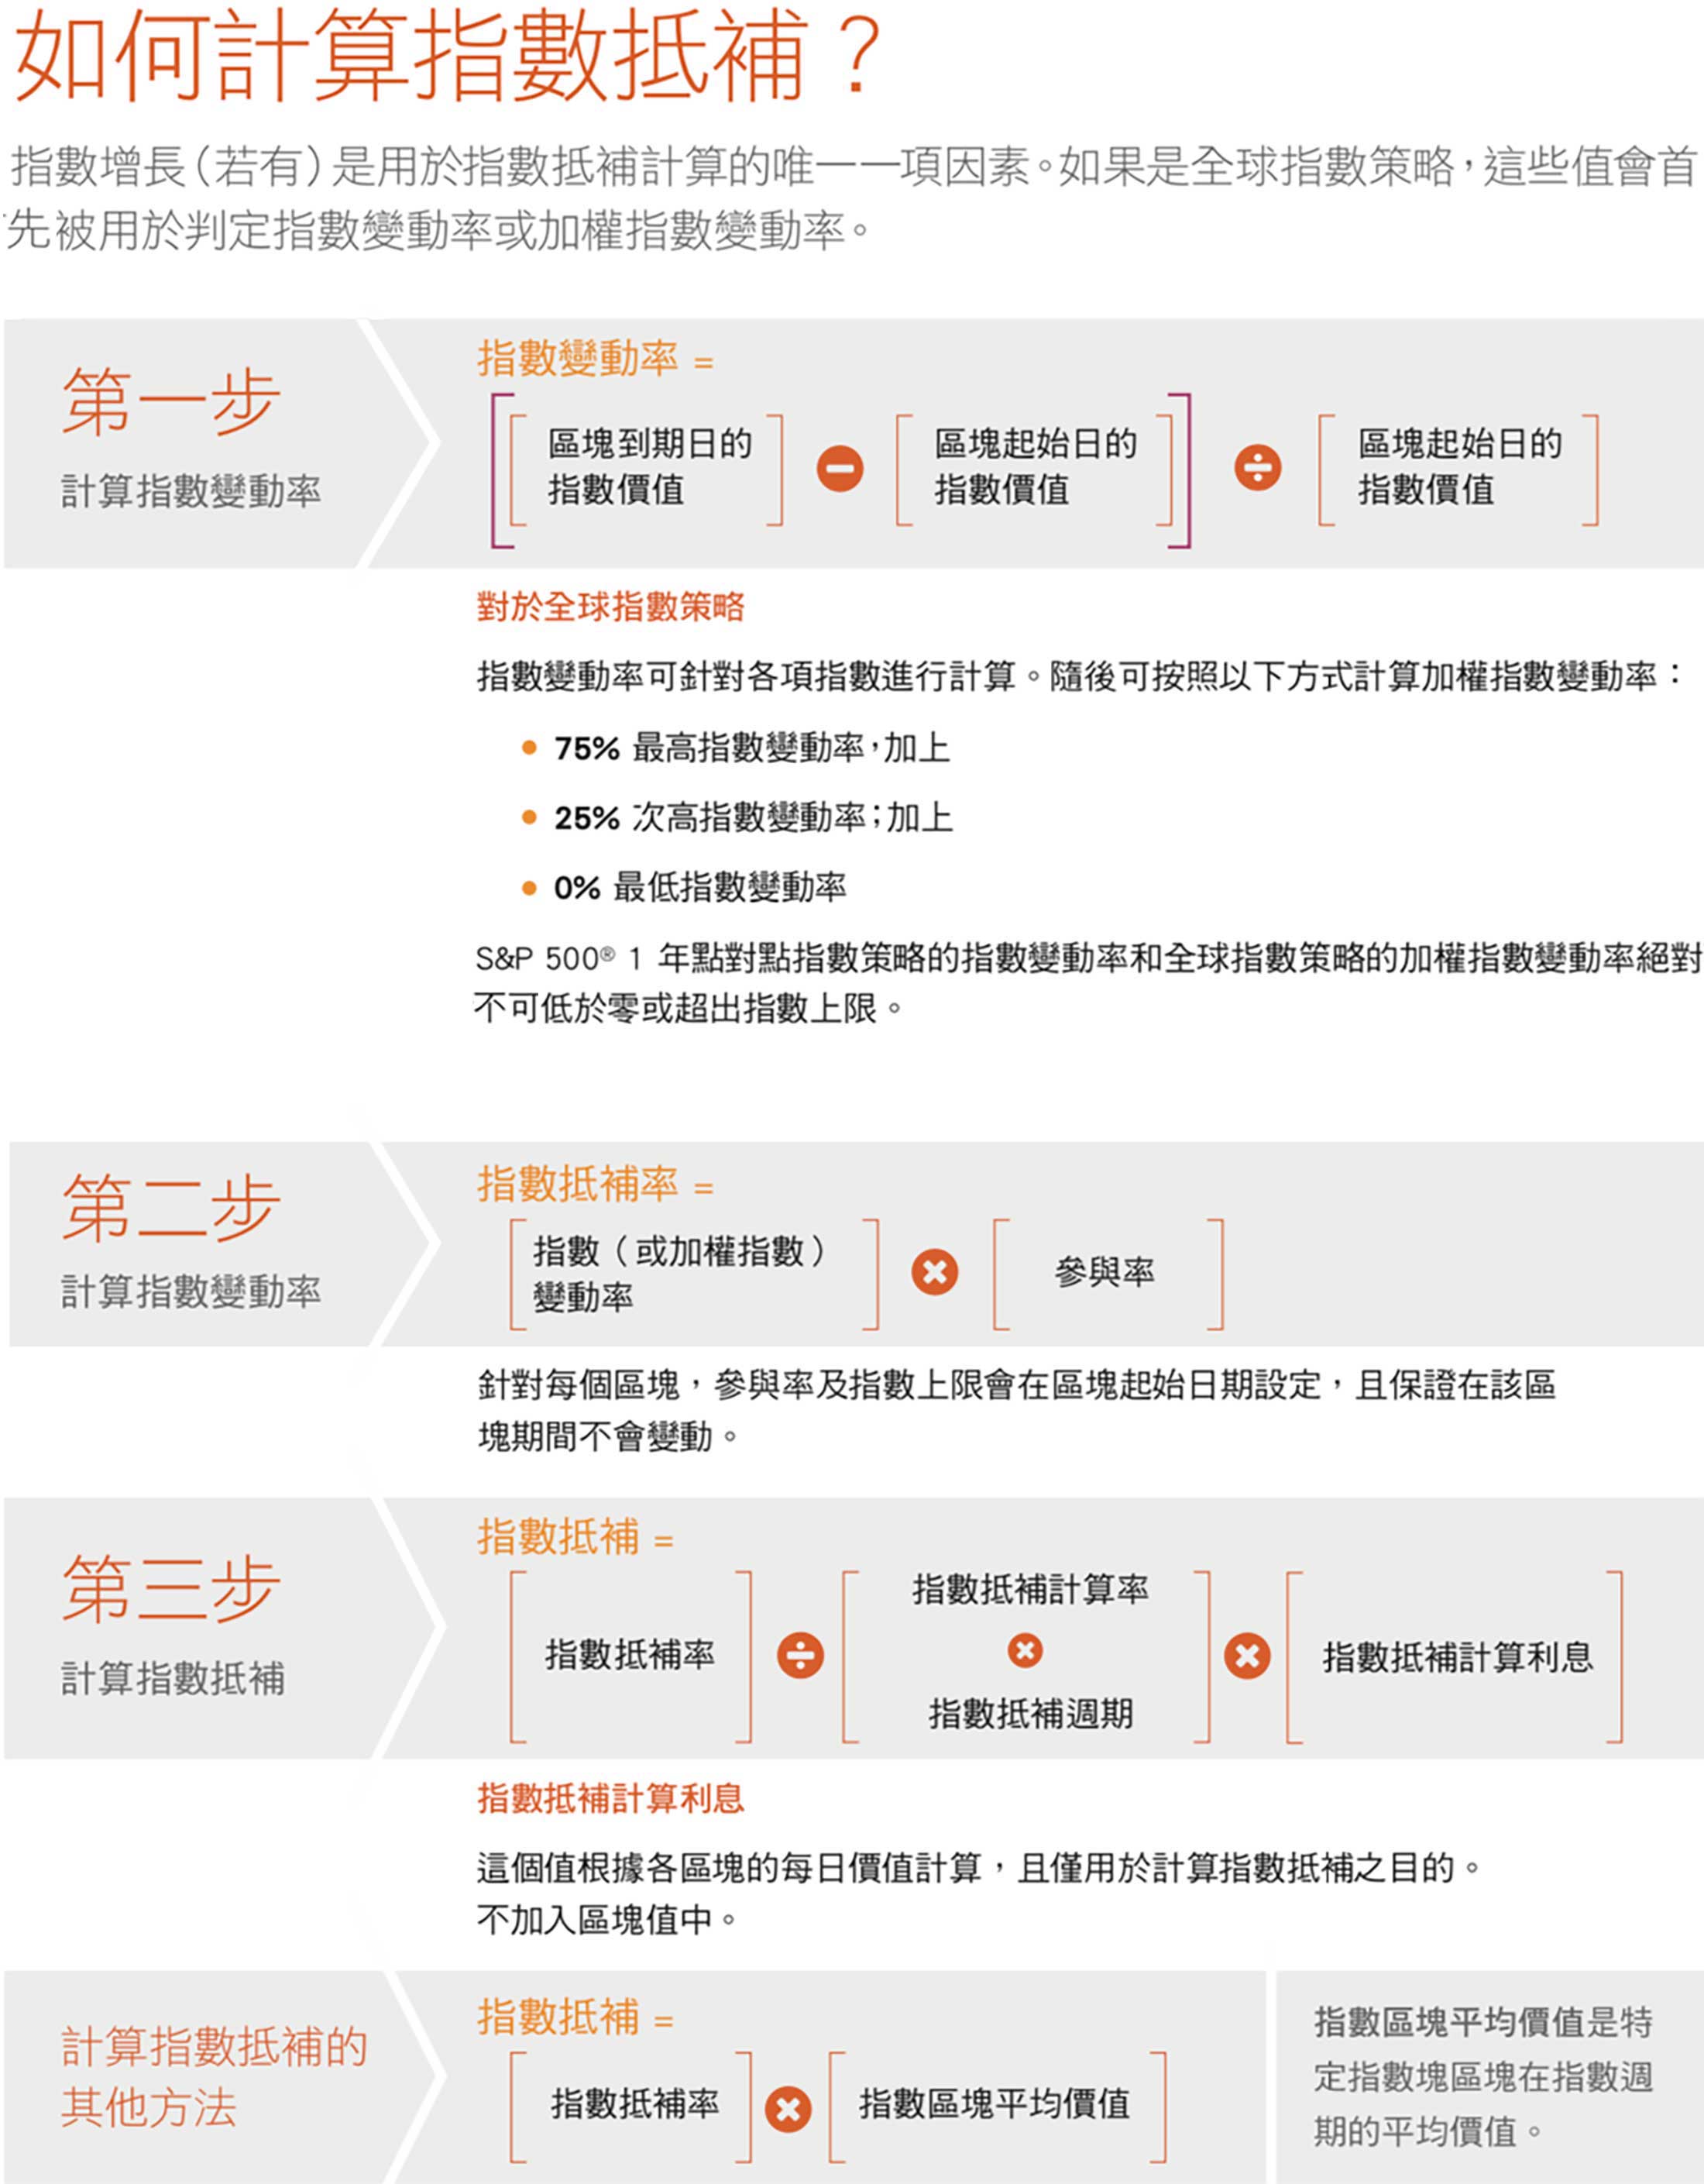 如何計算指數抵補？
指數增長（若有）是用於指數抵補計算的唯一一項因素。如果是全球指數策略，這些值會首
先被用於判定指數變動率或加權指數變動率。
第一步
計算指數變動率
指數變動率 =
區塊到期日的
指數價值
−
區塊起始日的
指數價值
÷
區塊起始日的
指數價值
對於全球指數策略
指數變動率可針對各項指數進行計算。隨後可按照以下方式計算加權指數變動率：
• 75% 最高指數變動率，加上
• 25% 次高指數變動率；加上
• 0% 最低指數變動率
S&P 500® 1 年點對點指數策略的指數變動率和全球指數策略的加權指數變動率絕對
不可低於零或超出指數上限。
第二步
計算指數變動率
指數抵補率 =
指數（或加權指數）
變動率
×
參與率
針對每個區塊，參與率及指數上限會在區塊起始日期設定，且保證在該區
塊期間不會變動。
第三步
計算指數抵補
指數抵補 =
指數抵補率
÷
指數抵補計算率
×
指數抵補週期
×
指數抵補計算利息
指數抵補計算利息
這個值根據各區塊的每日價值計算，且僅用於計算指數抵補之目的。
不加入區塊值中。
計算指數抵補的
其他方法
指數抵補 =
指數抵補率
×
指數區塊平均價值
指數區塊平均價值是特
定指數塊區塊在指數週
期的平均價值。